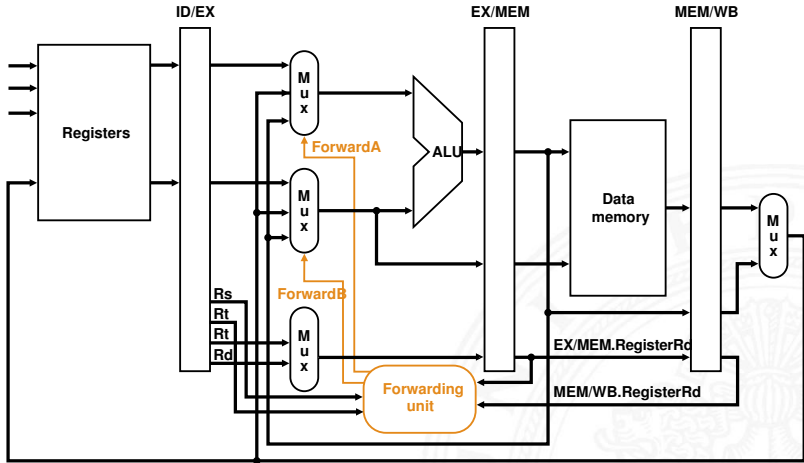 ID/EX
EX/MEM
MEM/WB
Registers
M
u
x
ForwardA
ALU
M
u
x
Data
memory
M
u
x
ForwardB
Rs
Rt
Rt
Rd
M
u
x
EX/MEM.RegisterRd
Forwarding
unit
MEM/WB.RegisterRd